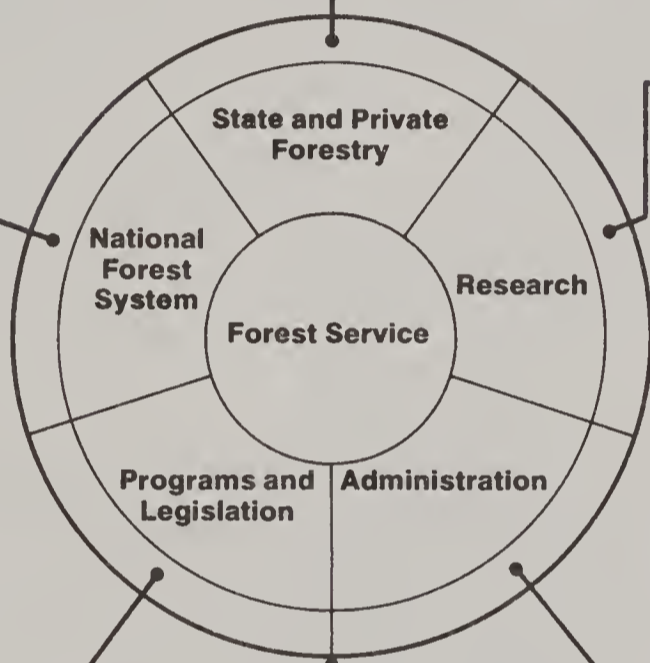 State and Private
Forestry
National
Forest
System
Research
Forest Service
Programs and
Legislation
Administration